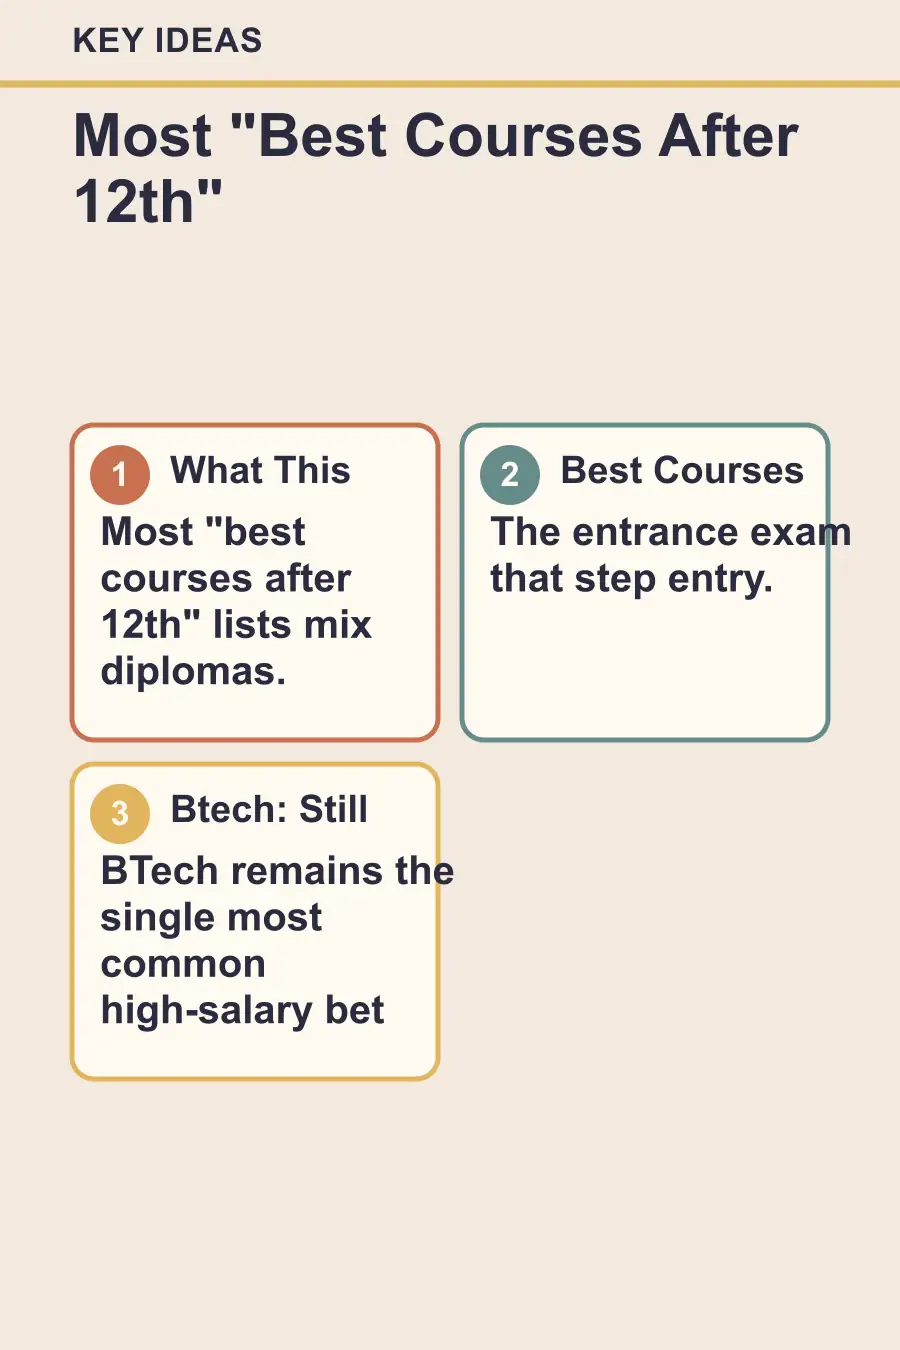 KEY IDEAS
Most "Best Courses After
12th"
1
What This
Most "best
courses after
12th" lists mix
diplomas.
2
Best Courses
The entrance exam
that step entry.
3
Btech: Still
BTech remains the
single most
common
high-salary bet